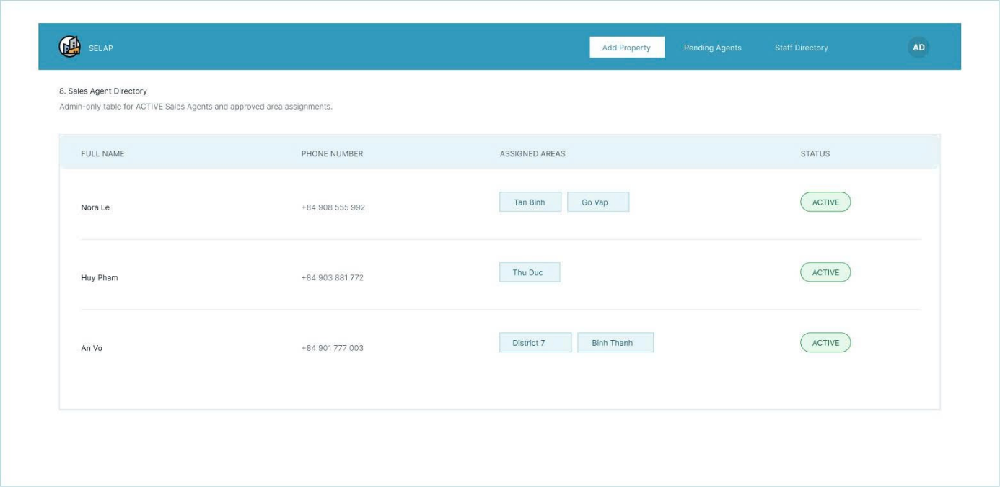 SELAP Add Property Pending Agents Staff Directory AD
8. Sales Agent Directory
Admin-only table for ACTIVE Sales Agents and approved area assignments.
FULL NAME PHONE NUMBER ASSIGNED AREAS STATUS
Nora Le +84 908 555 992 Tan Binh Go Vap ACTIVE
Huy Pham +84 903 881 772 Thu Duc ACTIVE
An Vo +84 901 777 003 District 7 Binh Thanh ACTIVE